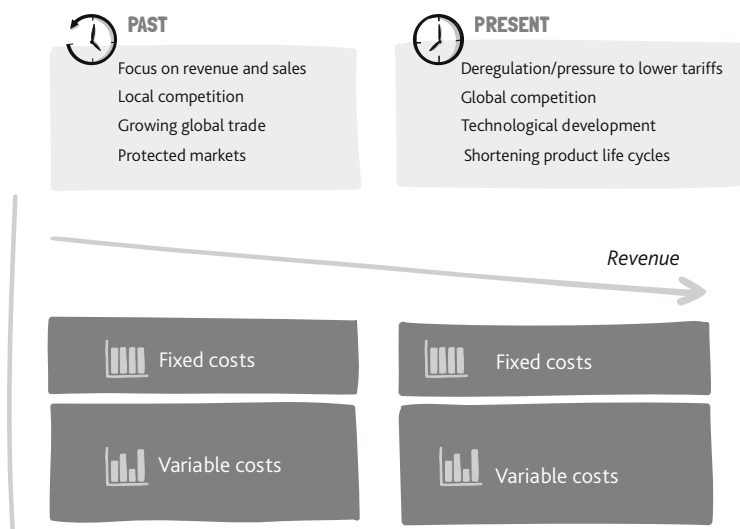 PAST
Focus on revenue and sales
Local competition
Growing global trade
Protected markets
PRESENT
Deregulation/pressure to lower tariffs
Global competition
Technological development
Shortening product life cycles
Revenue
Fixed costs
Fixed costs
Variable costs
Variable costs